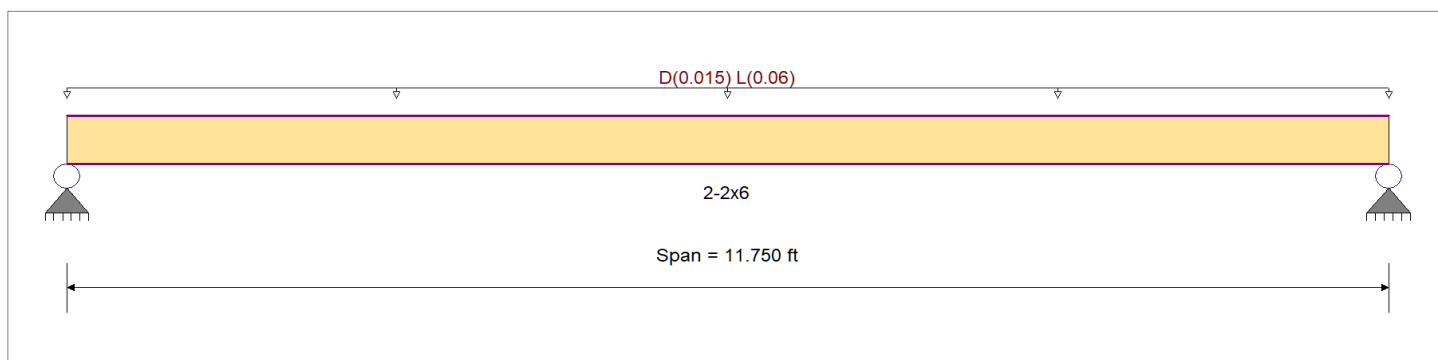 D(0.015) L(0.06)
2-2x6
Span = 11.750 ft